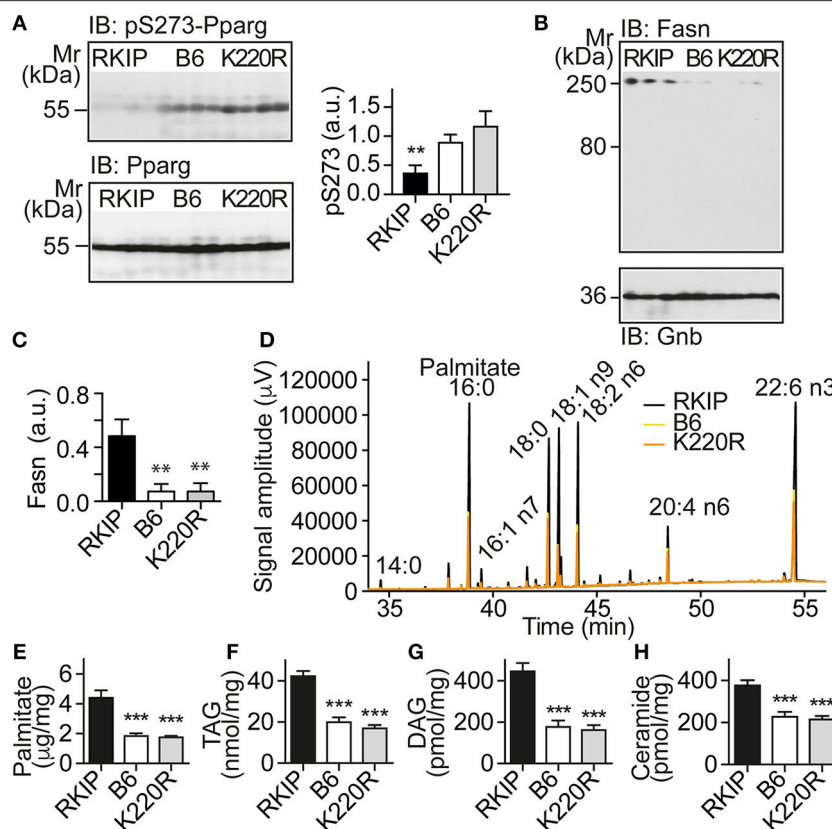 A
IB: pS273-Pparg
Mr
(kDa)
RKIP B6 K220R
55
IB: Pparg
Mr
(kDa)
RKIP B6 K220R
55
pS273 (a.u.)
1.5
1.0
0.5
0.0
**
RKIP
B6
K220R
B
IB: Fasn
Mr
(kDa)
RKIP B6 K220R
250
80
36
IB: Gnb
C
Fasn (a.u.)
0.8
0.4
0.0
** **
RKIP
B6
K220R
D
Signal amplitude (µV)
120000
100000
80000
60000
40000
20000
0
Palmitate
16:0
14:0
16:1 n7
18:0
18:1 n9
18:2 n6
20:4 n6
22:6 n3
RKIP
B6
K220R
35 40 45 50 55
Time (min)
E
Palmitate
(µg/mg)
6
4
2
0
*** ***
RKIP
B6
K220R
F
TAG
(nmol/mg)
40
20
0
*** ***
RKIP
B6
K220R
G
DAG
(pmol/mg)
400
200
0
*** ***
RKIP
B6
K220R
H
Ceramide
(pmol/mg)
400
200
0
*** ***
RKIP
B6
K220R